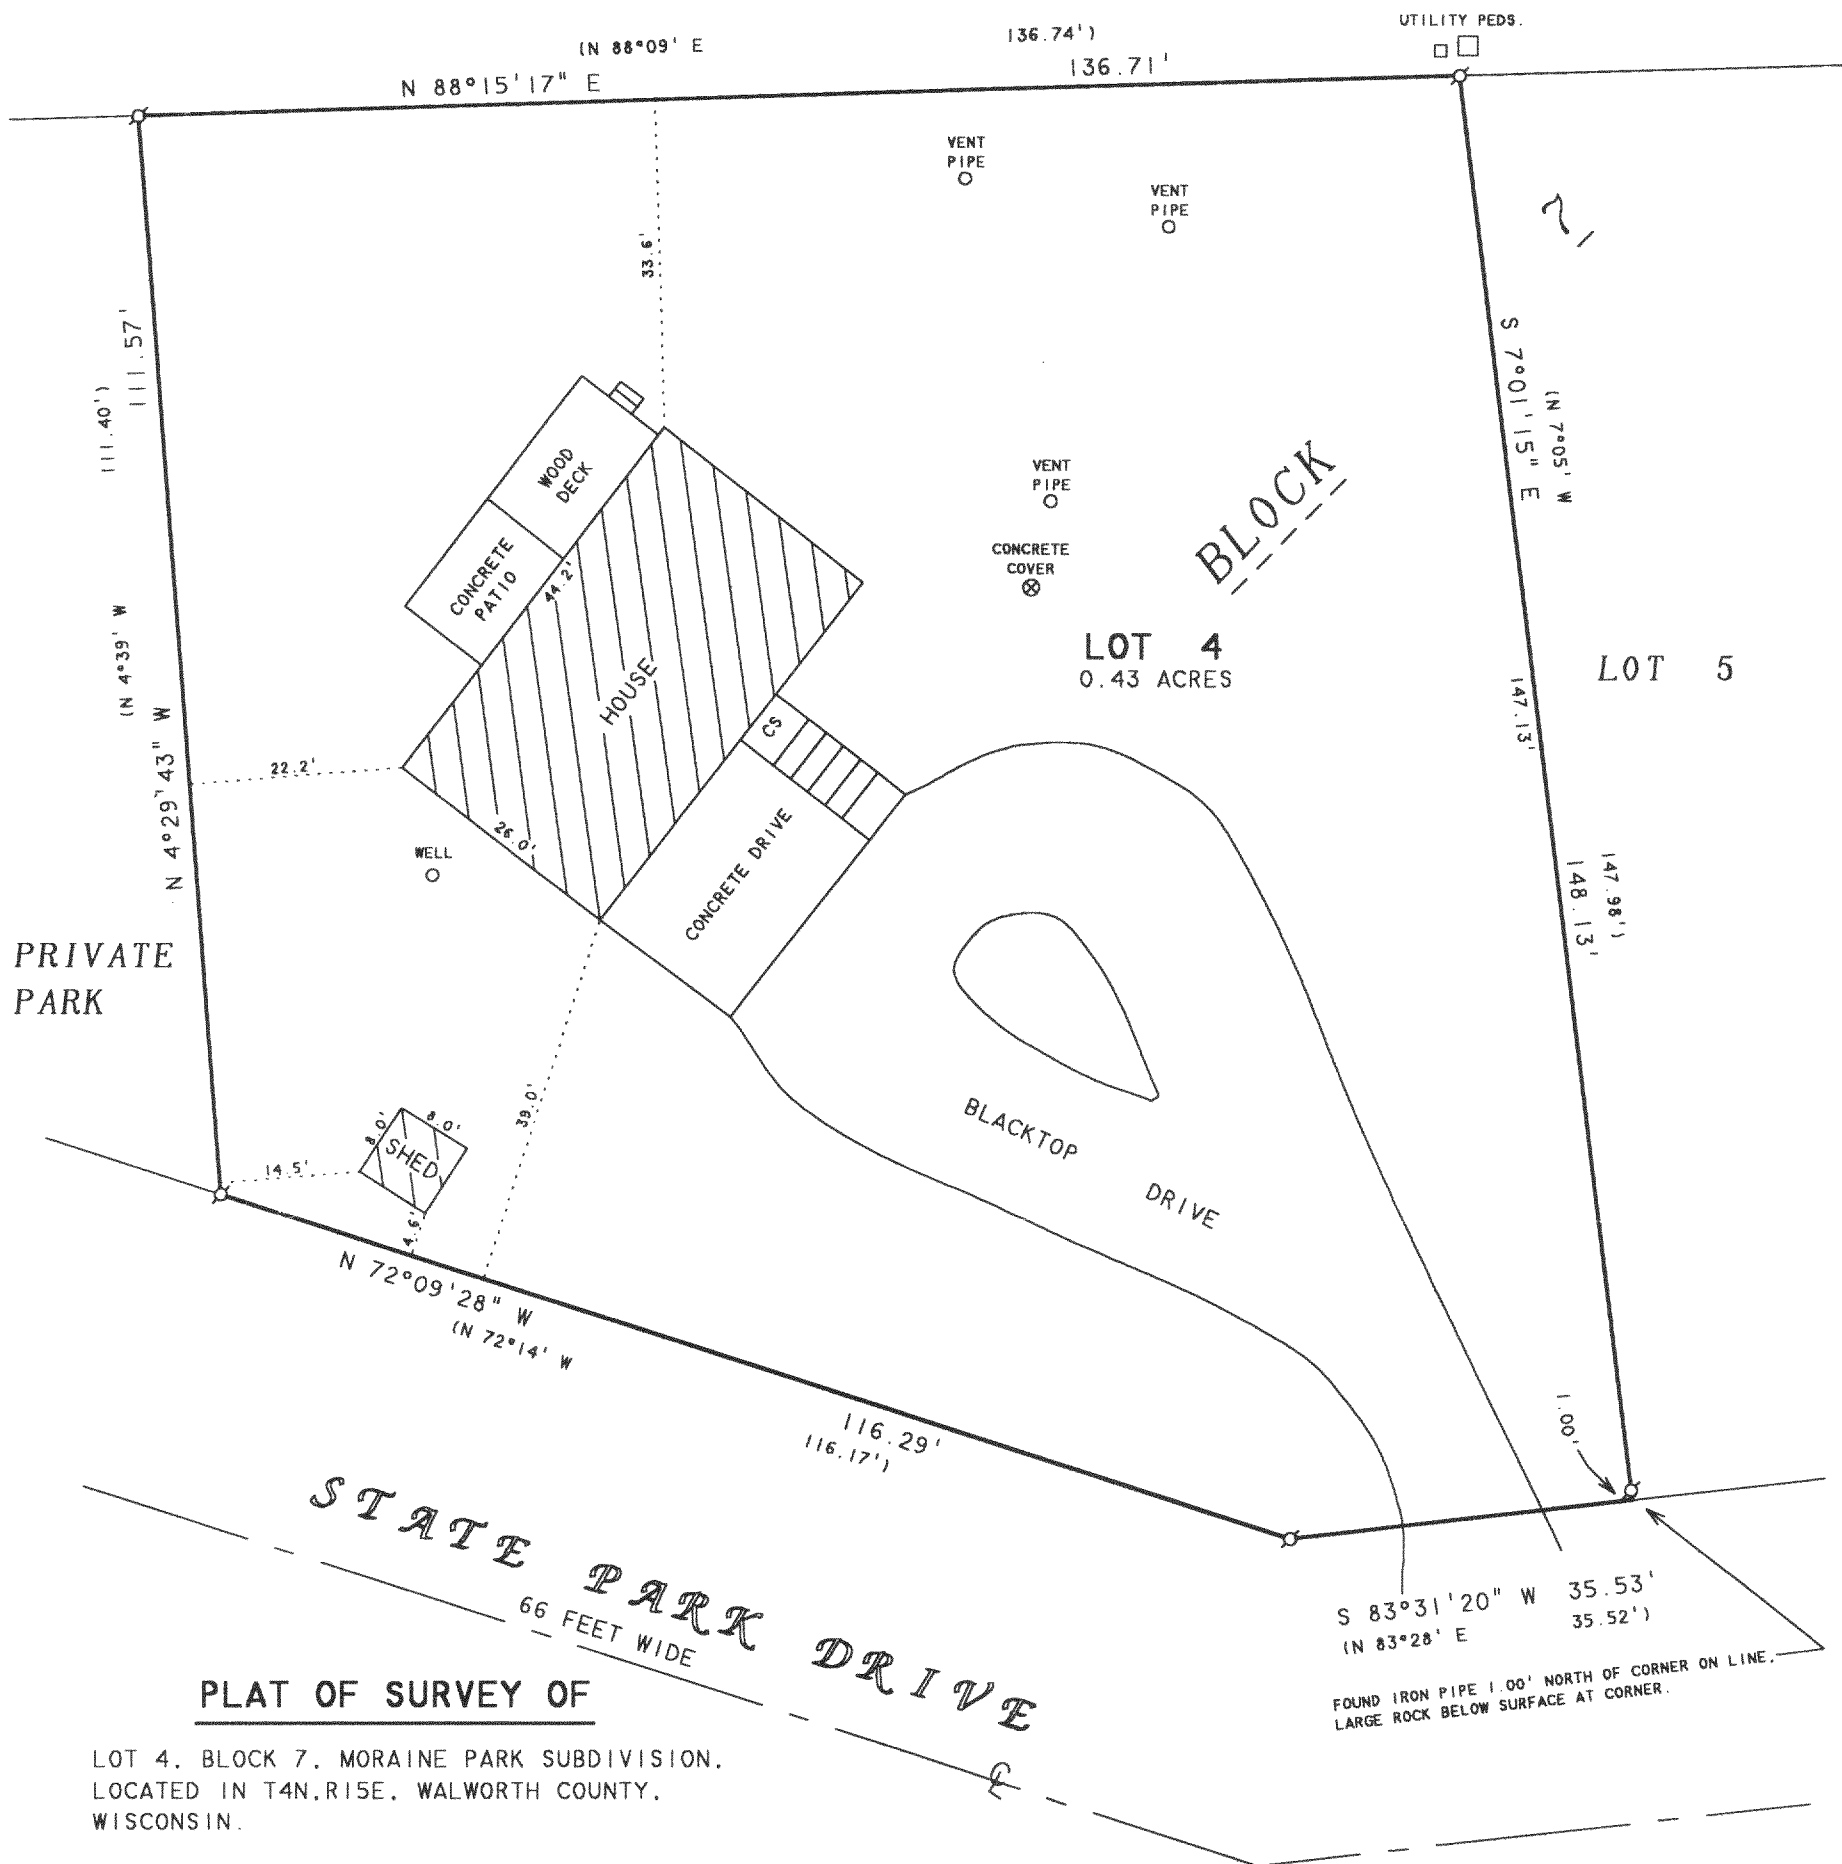 UTILITY PEDS.
(N 88°09' E 136.74')
N 88°15'17" E 136.71'
VENT
PIPE
VENT
PIPE
7
33.6'
111.57'
111.40')
S 7°01'15" E
(N 7°05' W
WOOD
DECK
VENT
PIPE
BLOCK
CONCRETE
PATIO
44.2'
CONCRETE
COVER
LOT 4
0.43 ACRES
LOT 5
HOUSE
(N 4°39' W
N 4°29'43" W
147.13'
CS
22.2'
26.0'
WELL
CONCRETE DRIVE
147.98')
148.13'
PRIVATE
PARK
39.0'
8.0'
8.0'
SHED
14.5'
4.6'
BLACKTOP
DRIVE
N 72°09'28" W
(N 72°14' W
116.29'
116.17')
1.00'
STATE PARK DRIVE
66 FEET WIDE
S 83°31'20" W 35.53'
(N 83°28' E 35.52')
FOUND IRON PIPE 1.00' NORTH OF CORNER ON LINE.
LARGE ROCK BELOW SURFACE AT CORNER.
PLAT OF SURVEY OF
LOT 4, BLOCK 7, MORAINE PARK SUBDIVISION,
LOCATED IN T4N,R15E, WALWORTH COUNTY,
WISCONSIN.